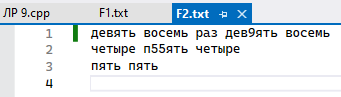 ЛР 9.cpp F1.txt F2.txt
1 девять восемь раз дев9ять восемь
2 четыре п55ять четыре
3 пять пять
4